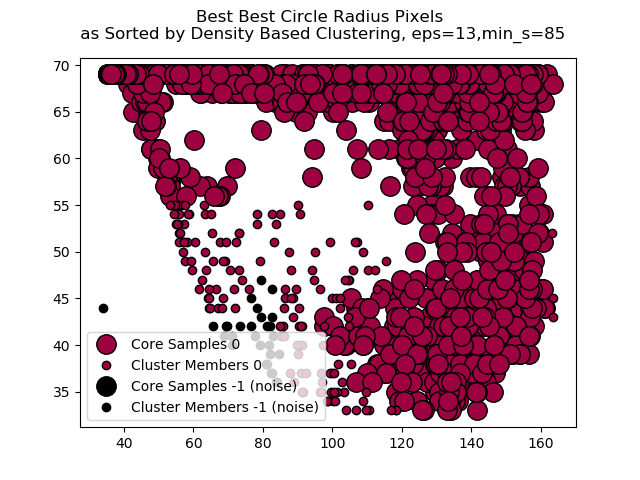 Best Best Circle Radius Pixels
as Sorted by Density Based Clustering, eps=13,min_s=85
70
65
60
55
50
45
40
35
Core Samples 0
Cluster Members 0
Core Samples -1 (noise)
Cluster Members -1 (noise)
40 60 80 100 120 140 160